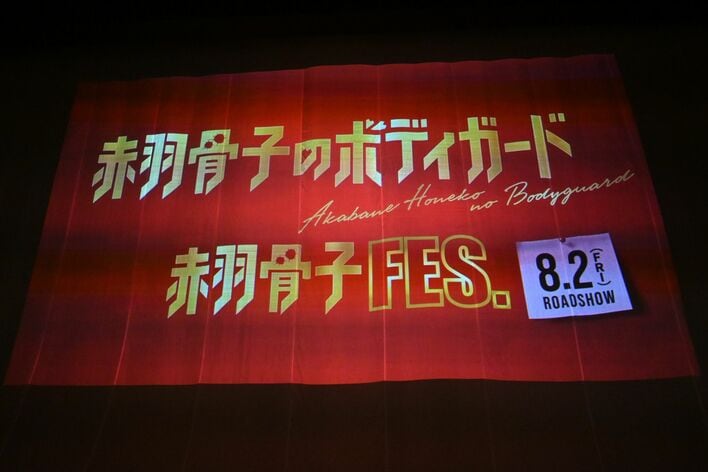 赤羽骨子のボディガード
Akabane Honeko
no Bodyguard
赤羽骨子FES.
8.2(FRI)
ROADSHOW